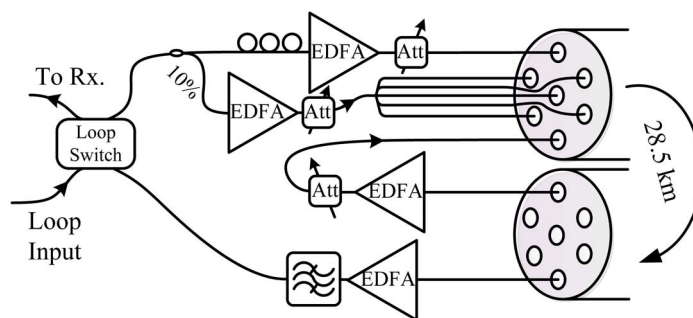 EDFA
Att
To Rx.
10%
EDFA
Att
Loop
Switch
28.5 km
Att
EDFA
Loop
Input
EDFA